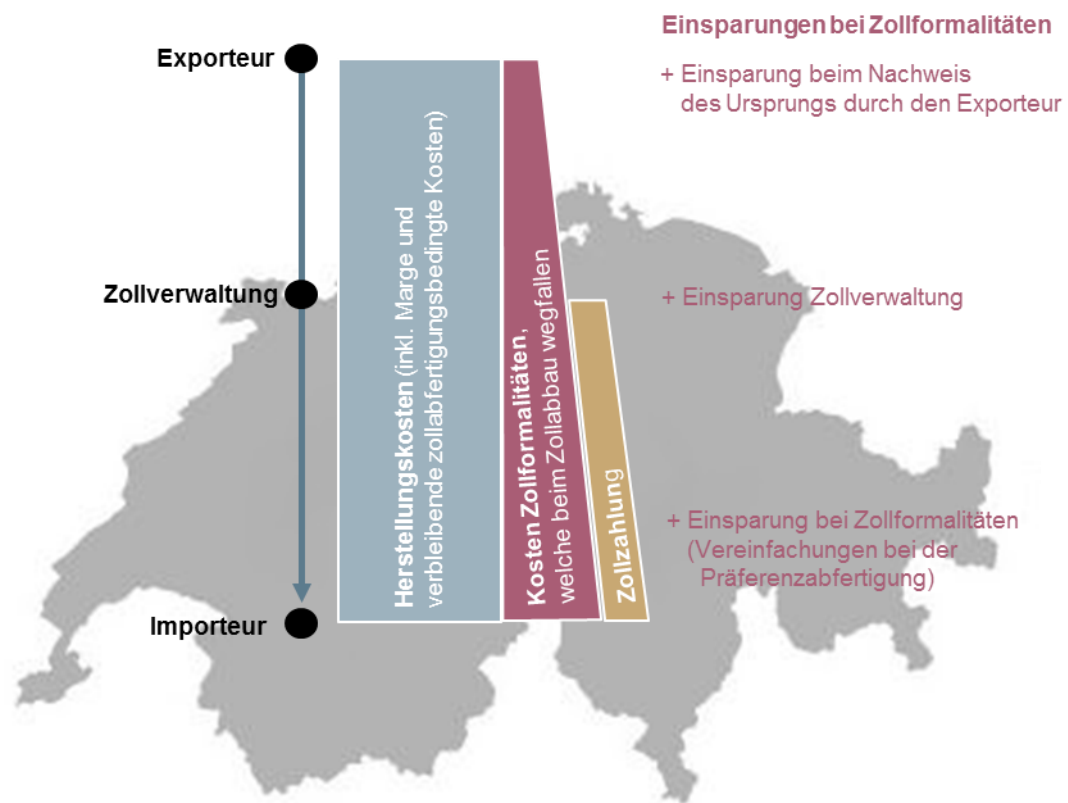 Einsparungen bei Zollformalitäten
Exporteur
+ Einsparung beim Nachweis
des Ursprungs durch den Exporteur
Zollverwaltung
+ Einsparung Zollverwaltung
Herstellungskosten (inkl. Marge und
verbleibende zollabfertigungsbedingte Kosten)
Kosten Zollformalitäten,
welche beim Zollabbau wegfallen
Zollzahlung
+ Einsparung bei Zollformalitäten
(Vereinfachungen bei der
Präferenzabfertigung)
Importeur